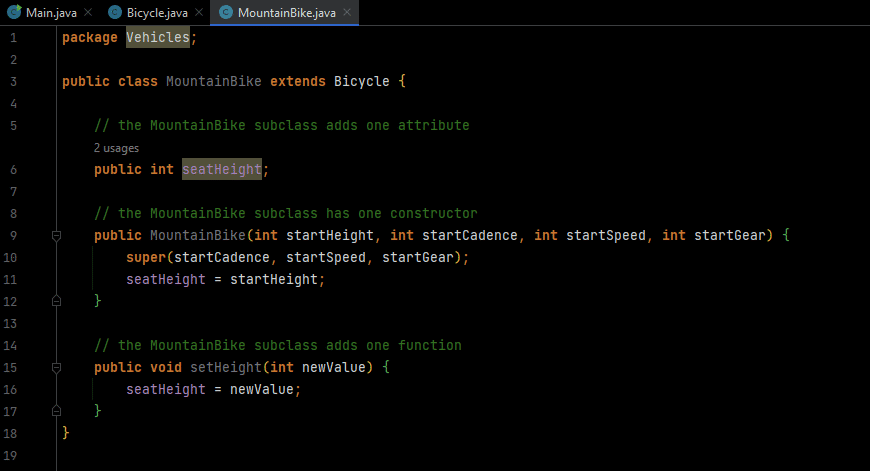 Main.java Bicycle.java MountainBike.java
1 package Vehicles;
2
3 public class MountainBike extends Bicycle {
4
5 // the MountainBike subclass adds one attribute
2 usages
6 public int seatHeight;
7
8 // the MountainBike subclass has one constructor
9 public MountainBike(int startHeight, int startCadence, int startSpeed, int startGear) {
10 super(startCadence, startSpeed, startGear);
11 seatHeight = startHeight;
12 }
13
14 // the MountainBike subclass adds one function
15 public void setHeight(int newValue) {
16 seatHeight = newValue;
17 }
18 }
19